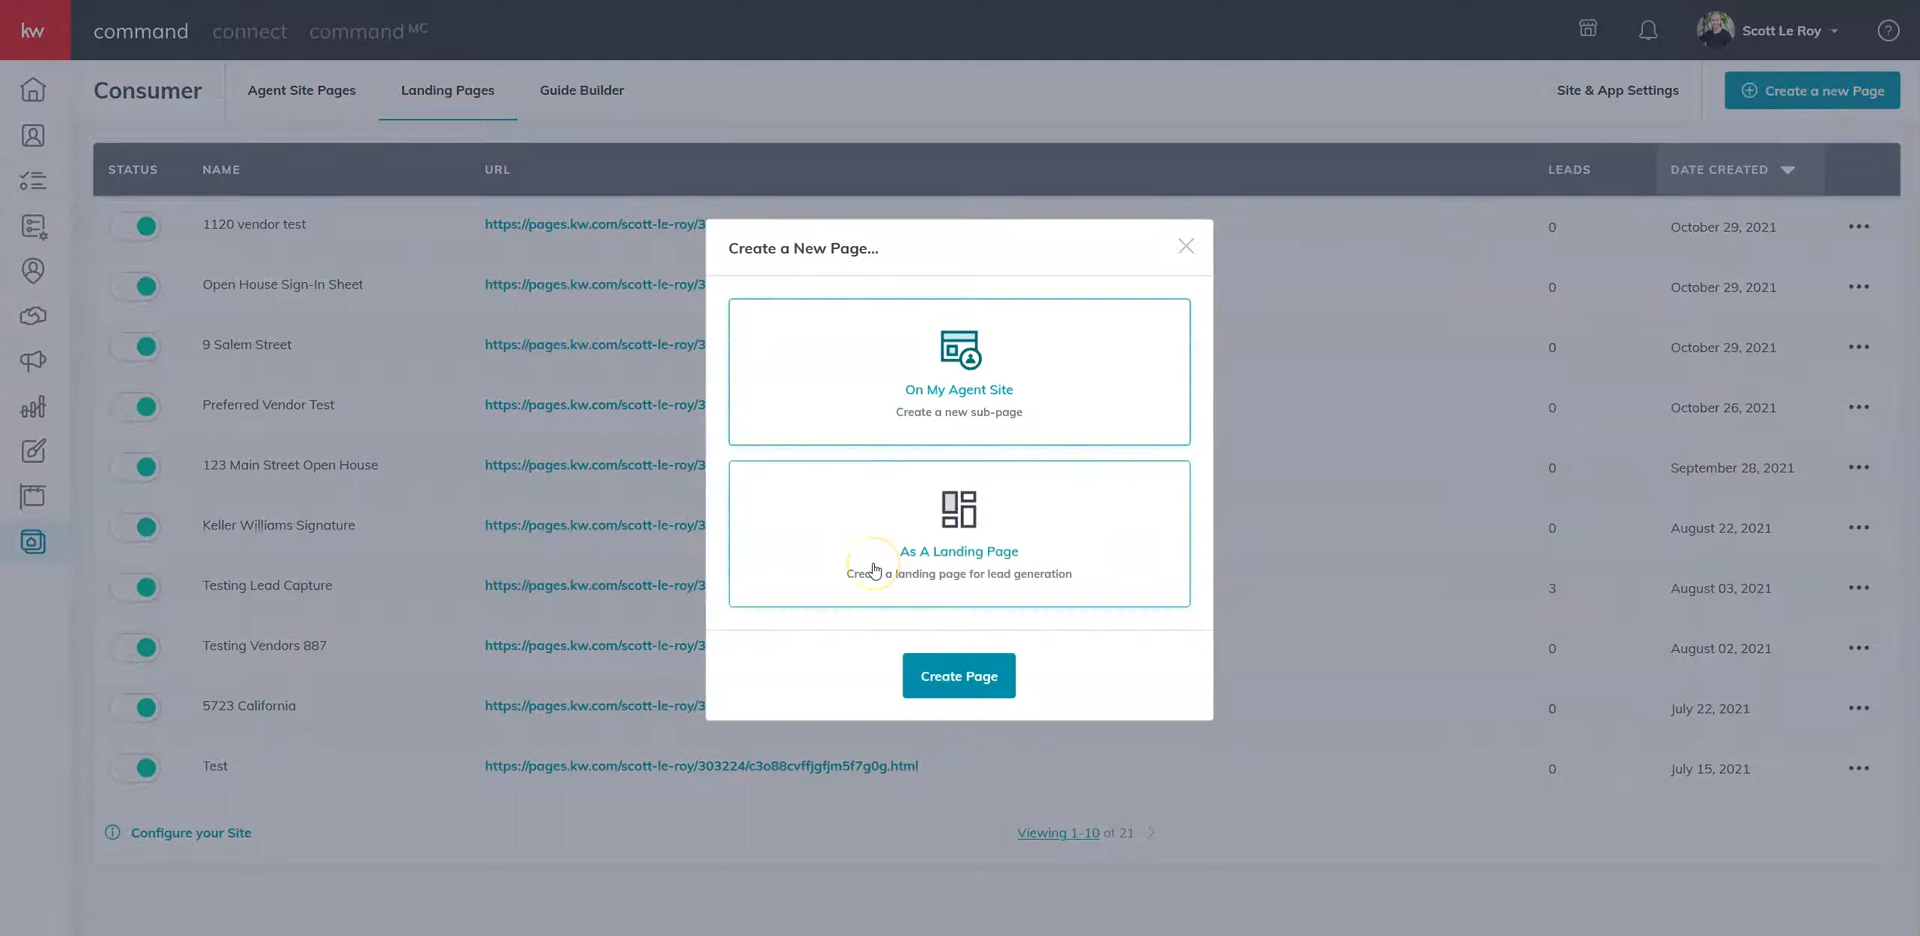 kw
command
connect
command MC
Scott Le Roy
Consumer
Agent Site Pages
Landing Pages
Guide Builder
Site & App Settings
Create a new Page
STATUS
NAME
URL
LEADS
DATE CREATED
1120 vendor test
https://pages.kw.com/scott-le-roy/3
0
October 29, 2021
Open House Sign-In Sheet
https://pages.kw.com/scott-le-roy/3
0
October 29, 2021
9 Salem Street
https://pages.kw.com/scott-le-roy/3
0
October 29, 2021
Preferred Vendor Test
https://pages.kw.com/scott-le-roy/3
0
October 26, 2021
123 Main Street Open House
https://pages.kw.com/scott-le-roy/3
0
September 28, 2021
Keller Williams Signature
https://pages.kw.com/scott-le-roy/3
0
August 22, 2021
Testing Lead Capture
https://pages.kw.com/scott-le-roy/3
3
August 03, 2021
Testing Vendors 887
https://pages.kw.com/scott-le-roy/3
0
August 02, 2021
5723 California
https://pages.kw.com/scott-le-roy/3
0
July 22, 2021
Test
https://pages.kw.com/scott-le-roy/303224/c3o88cvffjgfjm5f7g0g.html
0
July 15, 2021
Configure your Site
Viewing 1-10 of 21
Create a New Page...
On My Agent Site
Create a new sub-page
As A Landing Page
Create a landing page for lead generation
Create Page